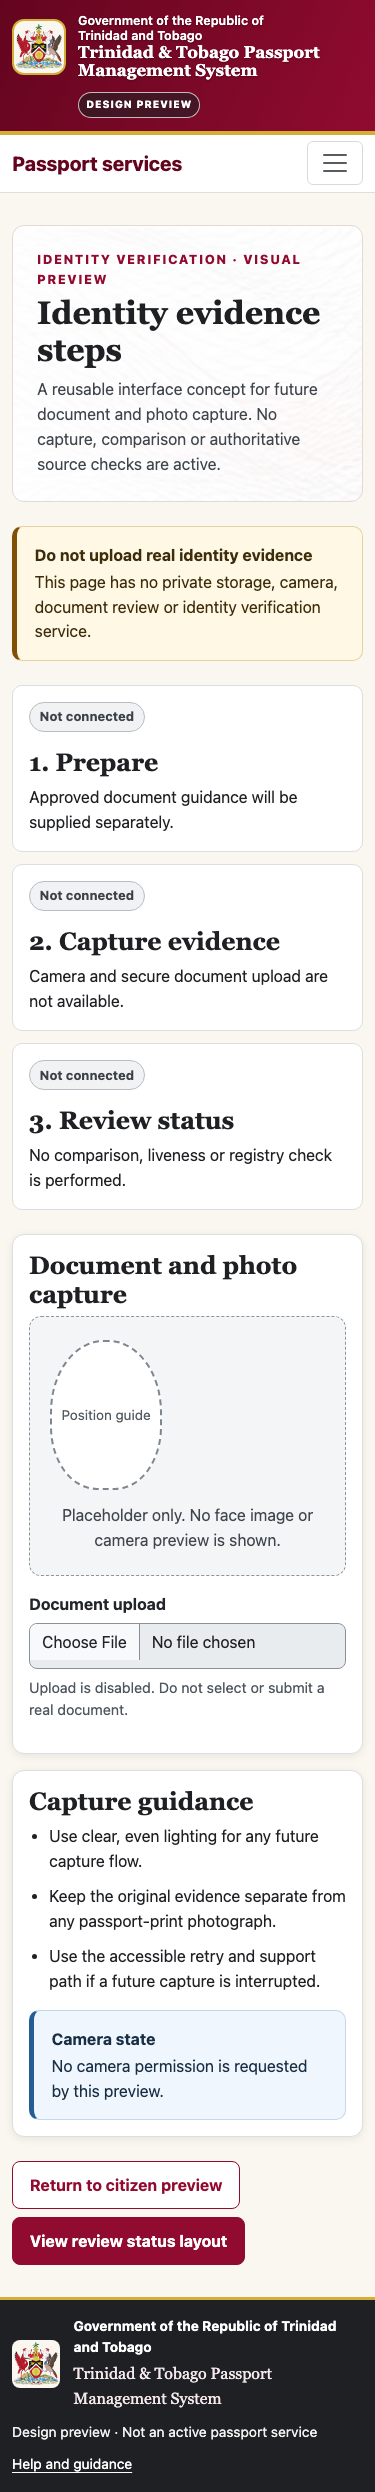 Government of the Republic of
Trinidad and Tobago
Trinidad & Tobago Passport
Management System
DESIGN PREVIEW
Passport services
IDENTITY VERIFICATION · VISUAL
PREVIEW
Identity evidence
steps
A reusable interface concept for future
document and photo capture. No
capture, comparison or authoritative
source checks are active.
Do not upload real identity evidence
This page has no private storage, camera,
document review or identity verification
service.
Not connected
1. Prepare
Approved document guidance will be
supplied separately.
Not connected
2. Capture evidence
Camera and secure document upload are
not available.
Not connected
3. Review status
No comparison, liveness or registry check
is performed.
Document and photo
capture
Position guide
Placeholder only. No face image or
camera preview is shown.
Document upload
Choose File No file chosen
Upload is disabled. Do not select or submit a
real document.
Capture guidance
• Use clear, even lighting for any future
capture flow.
• Keep the original evidence separate from
any passport-print photograph.
• Use the accessible retry and support
path if a future capture is interrupted.
Camera state
No camera permission is requested
by this preview.
Return to citizen preview
View review status layout
Government of the Republic of Trinidad
and Tobago
Trinidad & Tobago Passport
Management System
Design preview · Not an active passport service
Help and guidance